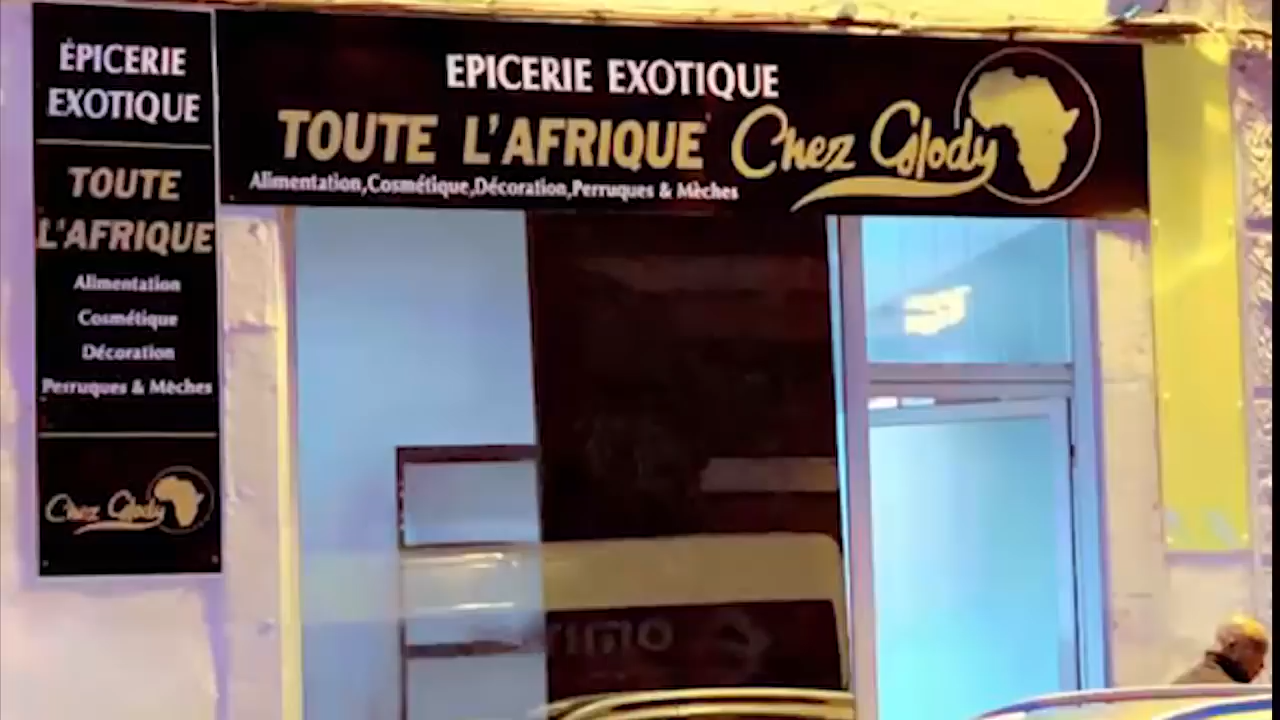 ÉPICERIE
EXOTIQUE
TOUTE
L'AFRIQUE
Alimentation
Cosmétique
Décoration
Perruques & Mèches
Chez Glody
EPICERIE EXOTIQUE
TOUTE L'AFRIQUE Chez Glody
Alimentation,Cosmétique,Décoration,Perruques & Mèches